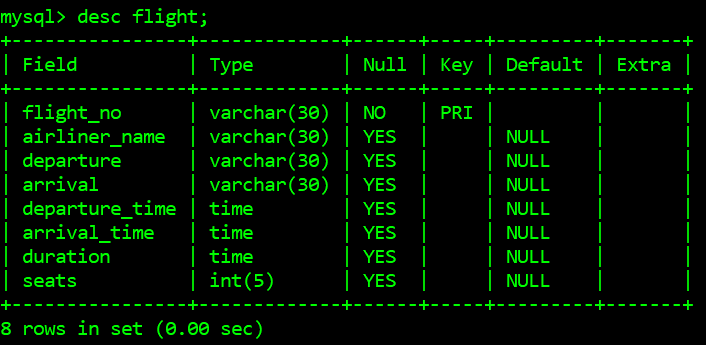 mysql> desc flight;
+----------------+-------------+------+-----+---------+-------+
| Field          | Type        | Null | Key | Default | Extra |
+----------------+-------------+------+-----+---------+-------+
| flight_no      | varchar(30) | NO   | PRI |         |       |
| airliner_name  | varchar(30) | YES  |     | NULL    |       |
| departure      | varchar(30) | YES  |     | NULL    |       |
| arrival        | varchar(30) | YES  |     | NULL    |       |
| departure_time | time        | YES  |     | NULL    |       |
| arrival_time   | time        | YES  |     | NULL    |       |
| duration       | time        | YES  |     | NULL    |       |
| seats          | int(5)      | YES  |     | NULL    |       |
+----------------+-------------+------+-----+---------+-------+
8 rows in set (0.00 sec)